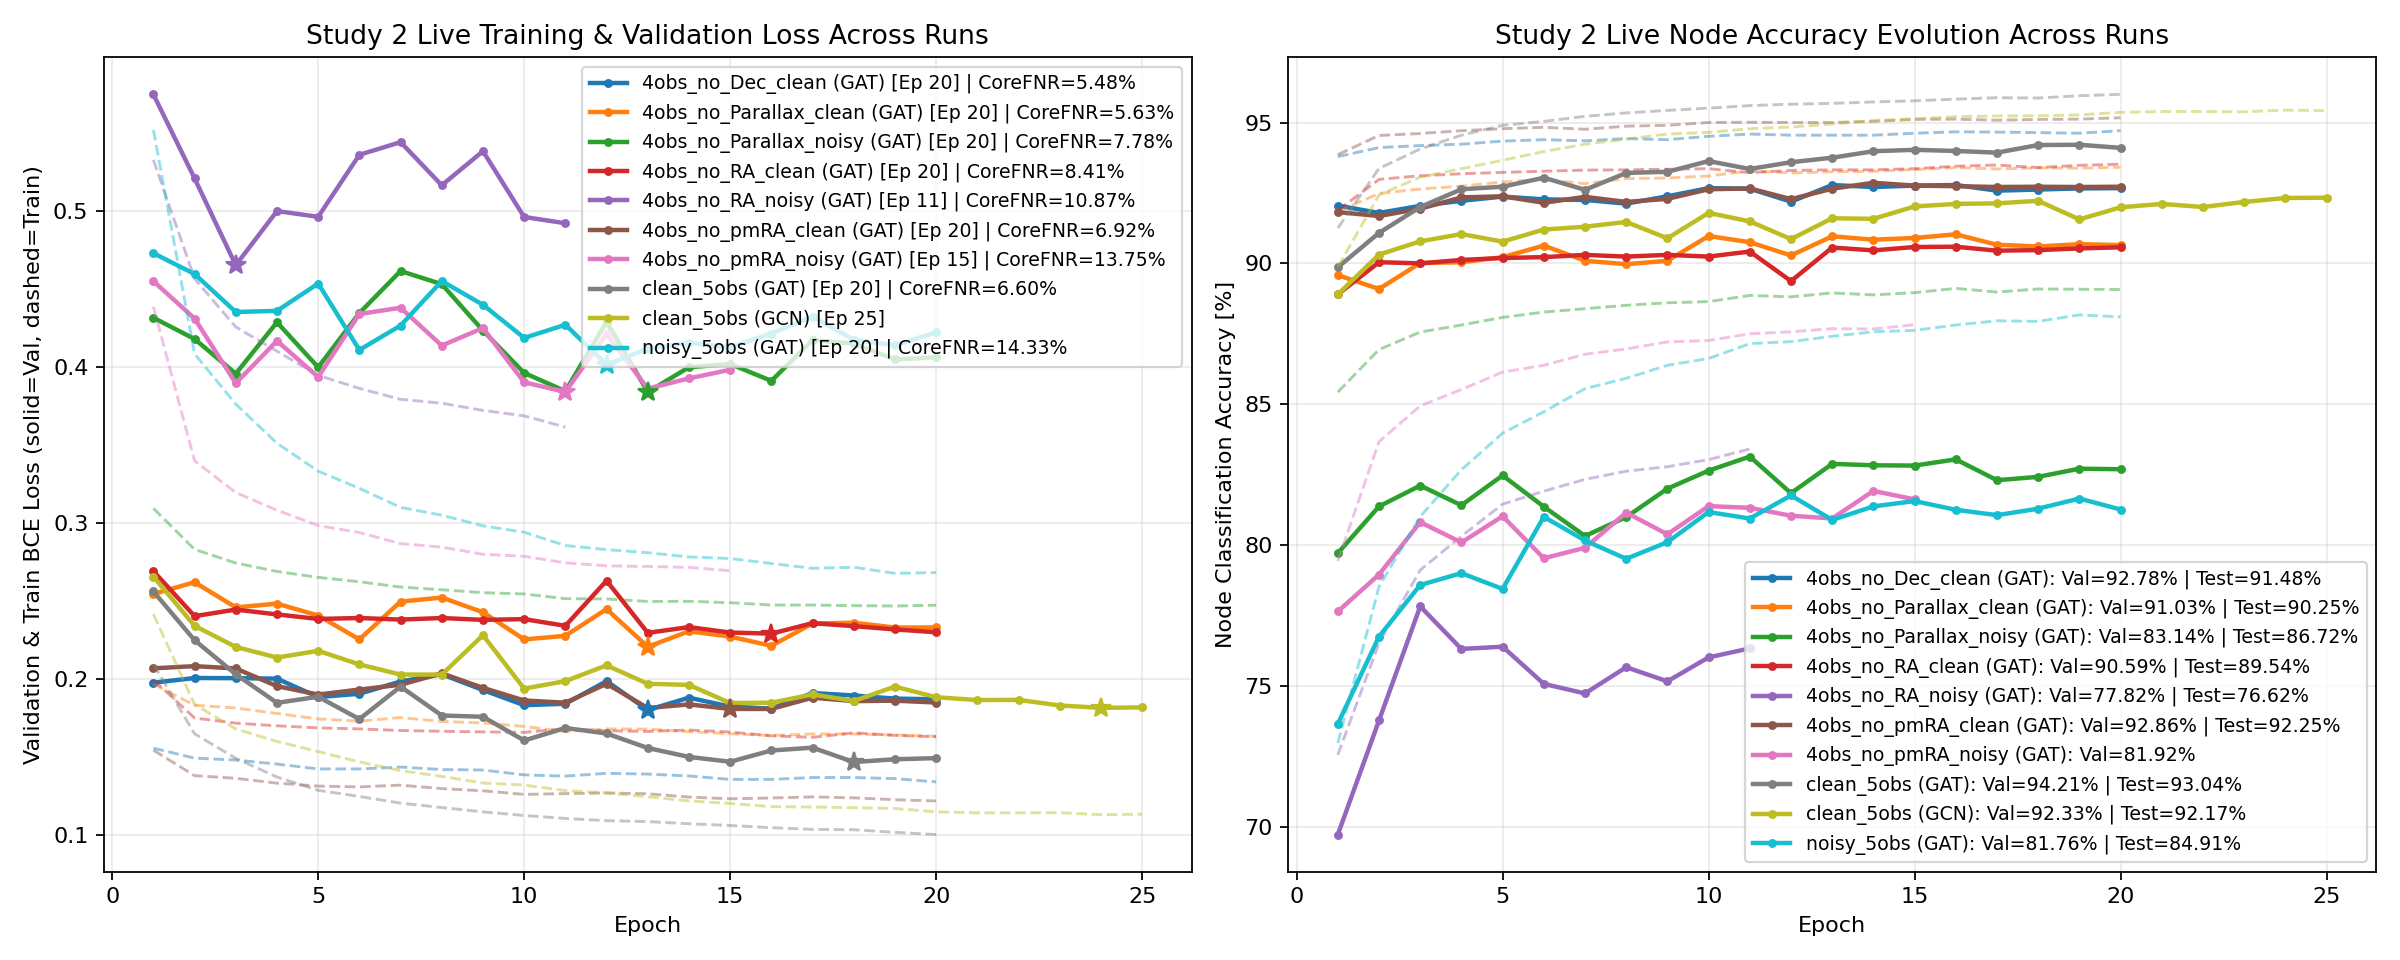 Study 2 Live Training & Validation Loss Across Runs
Validation & Train BCE Loss (solid=Val, dashed=Train)
0.5
0.4
0.3
0.2
0.1
4obs_no_Dec_clean (GAT) [Ep 20] | CoreFNR=5.48%
4obs_no_Parallax_clean (GAT) [Ep 20] | CoreFNR=5.63%
4obs_no_Parallax_noisy (GAT) [Ep 20] | CoreFNR=7.78%
4obs_no_RA_clean (GAT) [Ep 20] | CoreFNR=8.41%
4obs_no_RA_noisy (GAT) [Ep 11] | CoreFNR=10.87%
4obs_no_pmRA_clean (GAT) [Ep 20] | CoreFNR=6.92%
4obs_no_pmRA_noisy (GAT) [Ep 15] | CoreFNR=13.75%
clean_5obs (GAT) [Ep 20] | CoreFNR=6.60%
clean_5obs (GCN) [Ep 25]
noisy_5obs (GAT) [Ep 20] | CoreFNR=14.33%
0 5 10 15 20 25
Epoch
Study 2 Live Node Accuracy Evolution Across Runs
Node Classification Accuracy [%]
95
90
85
80
75
70
4obs_no_Dec_clean (GAT): Val=92.78% | Test=91.48%
4obs_no_Parallax_clean (GAT): Val=91.03% | Test=90.25%
4obs_no_Parallax_noisy (GAT): Val=83.14% | Test=86.72%
4obs_no_RA_clean (GAT): Val=90.59% | Test=89.54%
4obs_no_RA_noisy (GAT): Val=77.82% | Test=76.62%
4obs_no_pmRA_clean (GAT): Val=92.86% | Test=92.25%
4obs_no_pmRA_noisy (GAT): Val=81.92%
clean_5obs (GAT): Val=94.21% | Test=93.04%
clean_5obs (GCN): Val=92.33% | Test=92.17%
noisy_5obs (GAT): Val=81.76% | Test=84.91%
0 5 10 15 20 25
Epoch